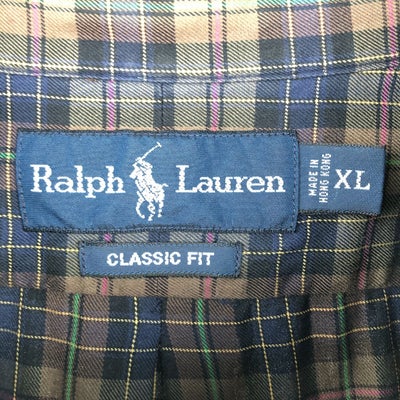 Ralph Lauren
MADE IN
HONG KONG
XL
CLASSIC FIT